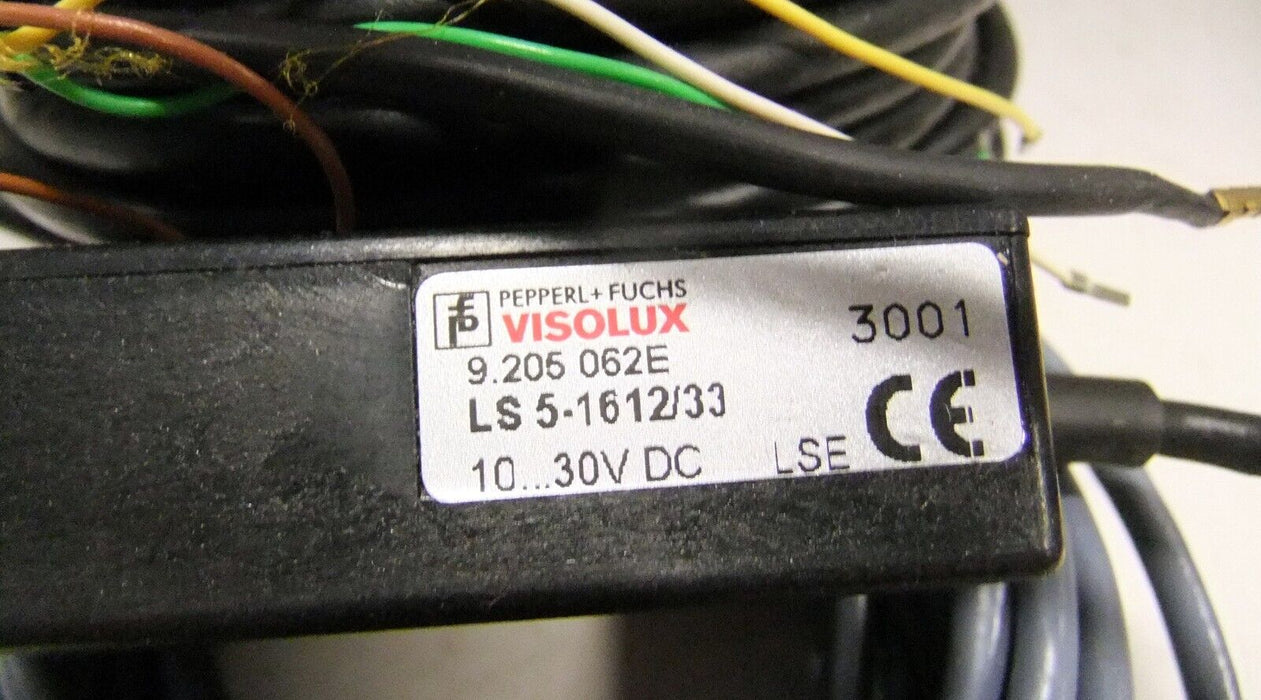 PEPPERL+FUCHS
VISOLUX
3001
9.205 062E
LS 5-1612/33
10...30V DC
LSE
CE